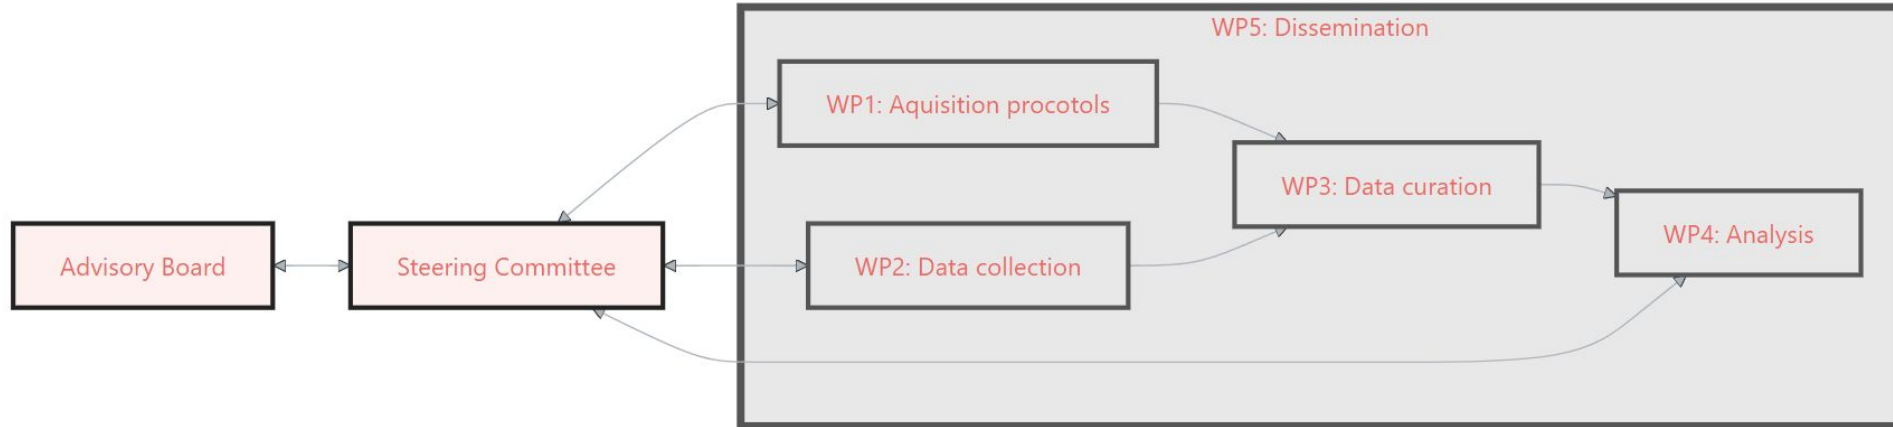 WP5: Dissemination
WP1: Aquisition procotols
WP3: Data curation
WP4: Analysis
Advisory Board
Steering Committee
WP2: Data collection